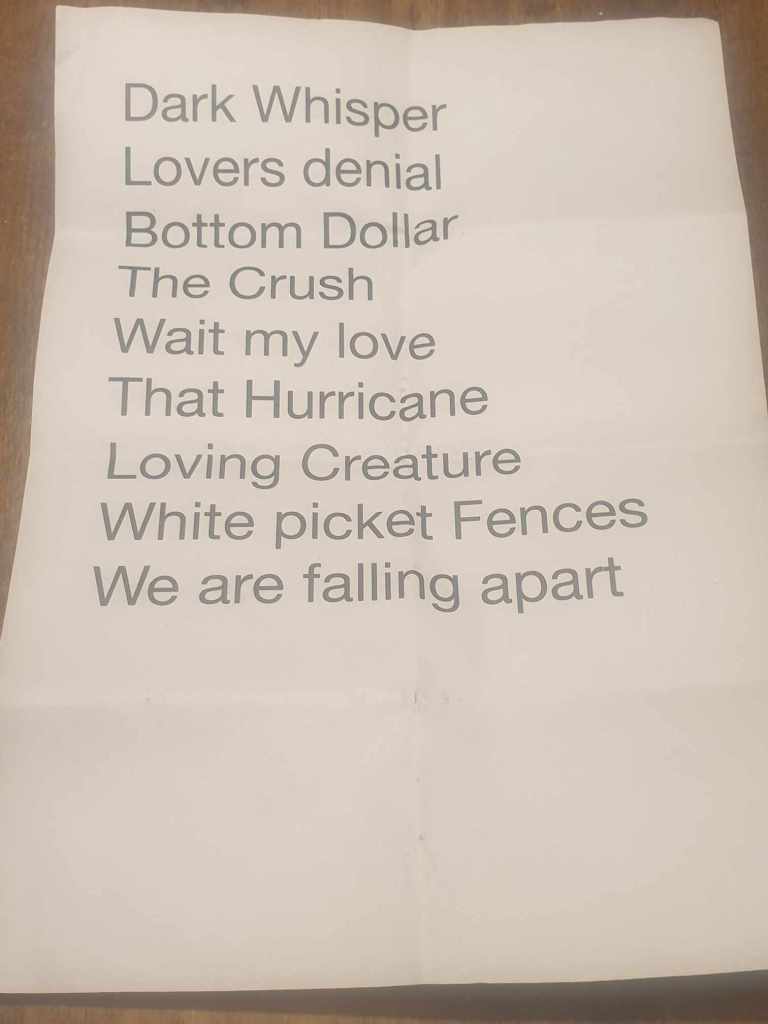 Dark Whisper
Lovers denial
Bottom Dollar
The Crush
Wait my love
That Hurricane
Loving Creature
White picket Fences
We are falling apart